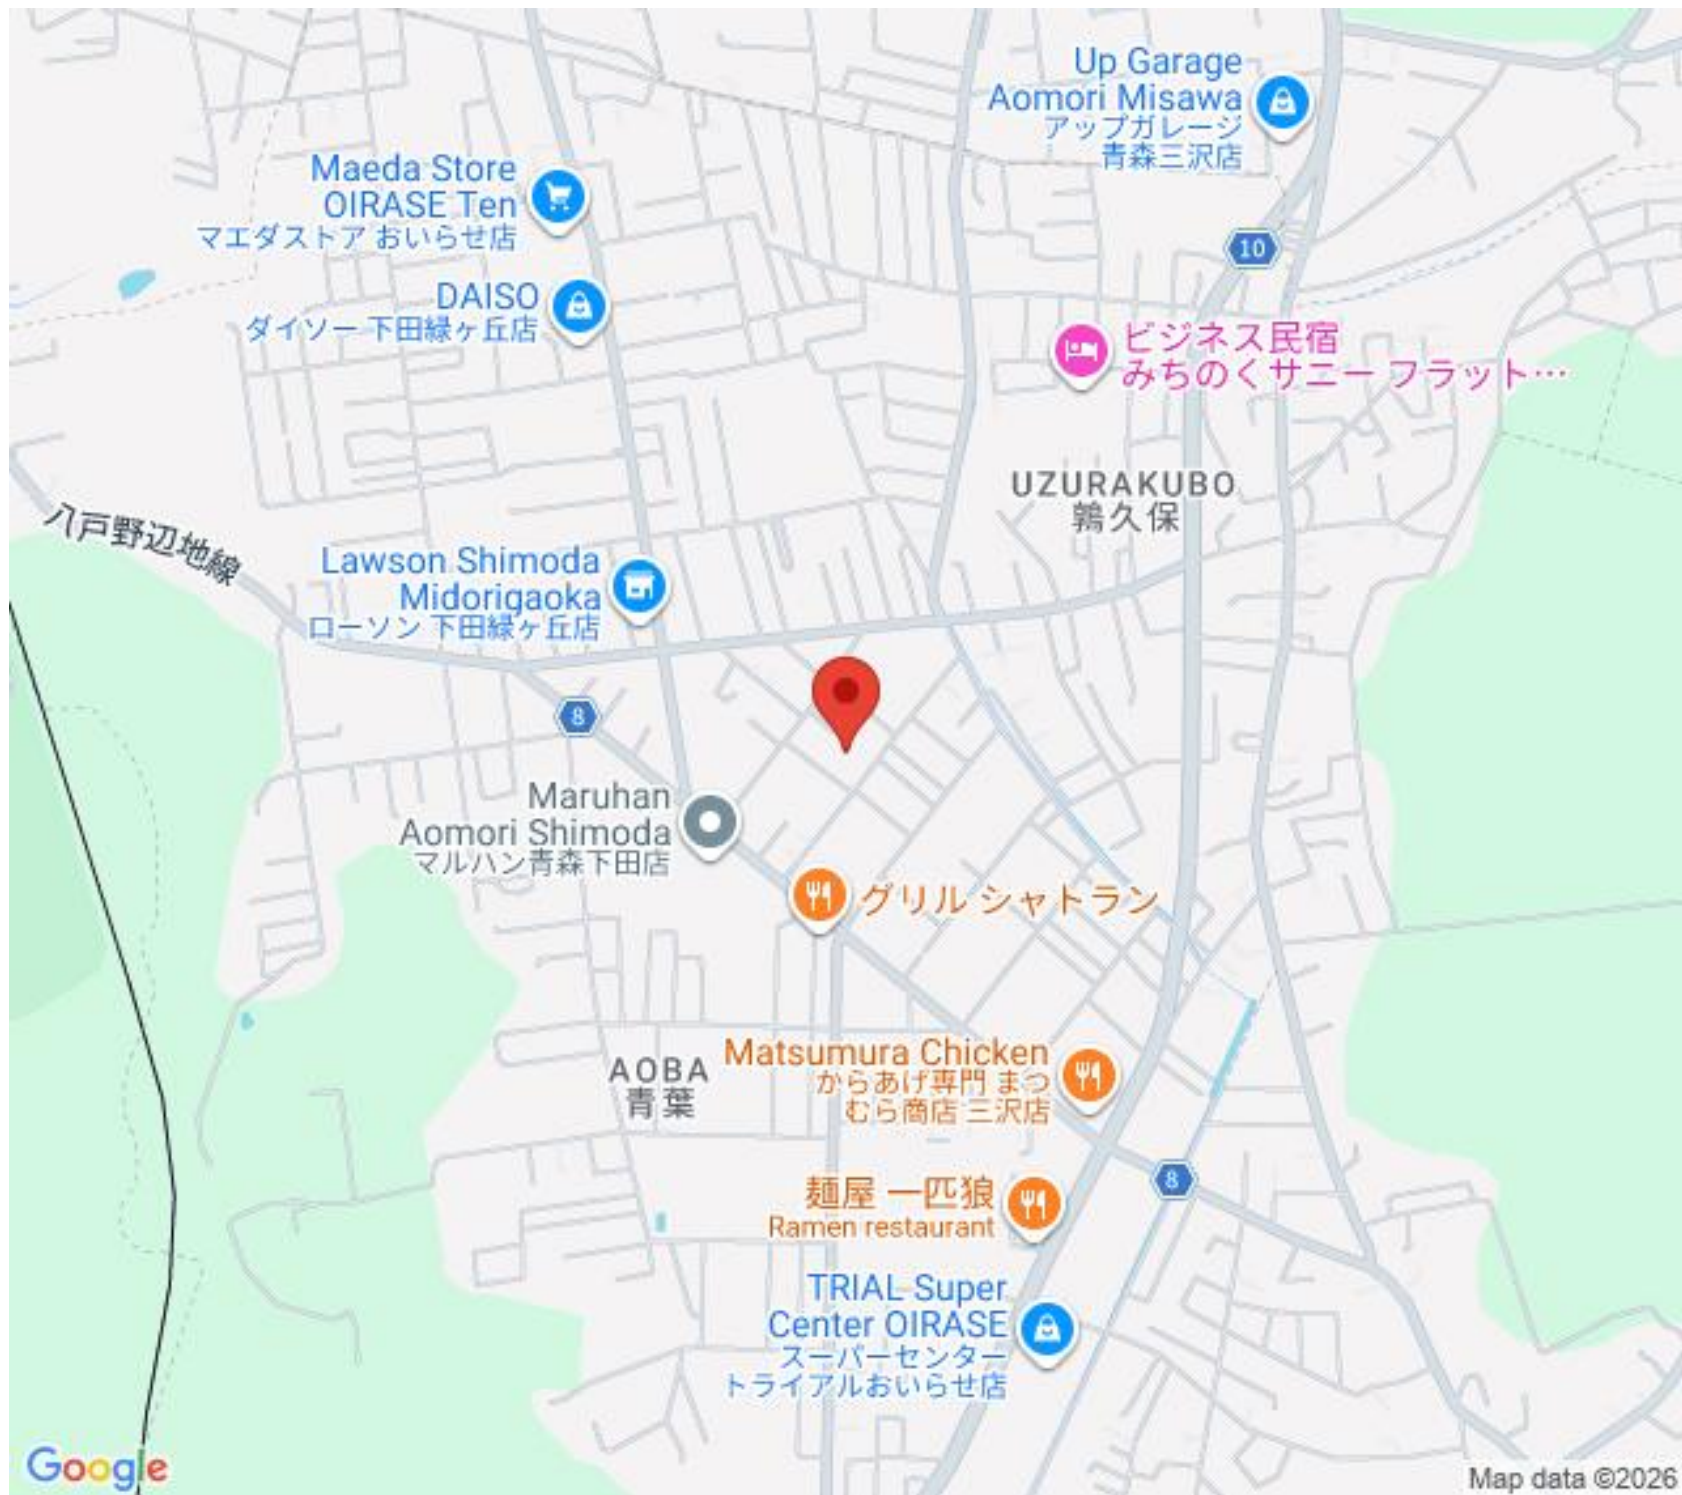 Up Garage
Aomori Misawa
アップガレージ
青森三沢店
Maeda Store
OIRASE Ten
マエダストア おいらせ店
10
DAISO
ダイソー 下田緑ヶ丘店
ビジネス民宿
みちのくサニー フラット…
UZURAKUBO
鶉久保
八戸野辺地線
Lawson Shimoda
Midorigaoka
ローソン 下田緑ヶ丘店
8
Maruhan
Aomori Shimoda
マルハン青森下田店
グリル シャトラン
AOBA
青葉
Matsumura Chicken
からあげ専門 まつ
むら商店 三沢店
8
麺屋 一匹狼
Ramen restaurant
TRIAL Super
Center OIRASE
スーパーセンター
トライアルおいらせ店
Google
Map data ©2026